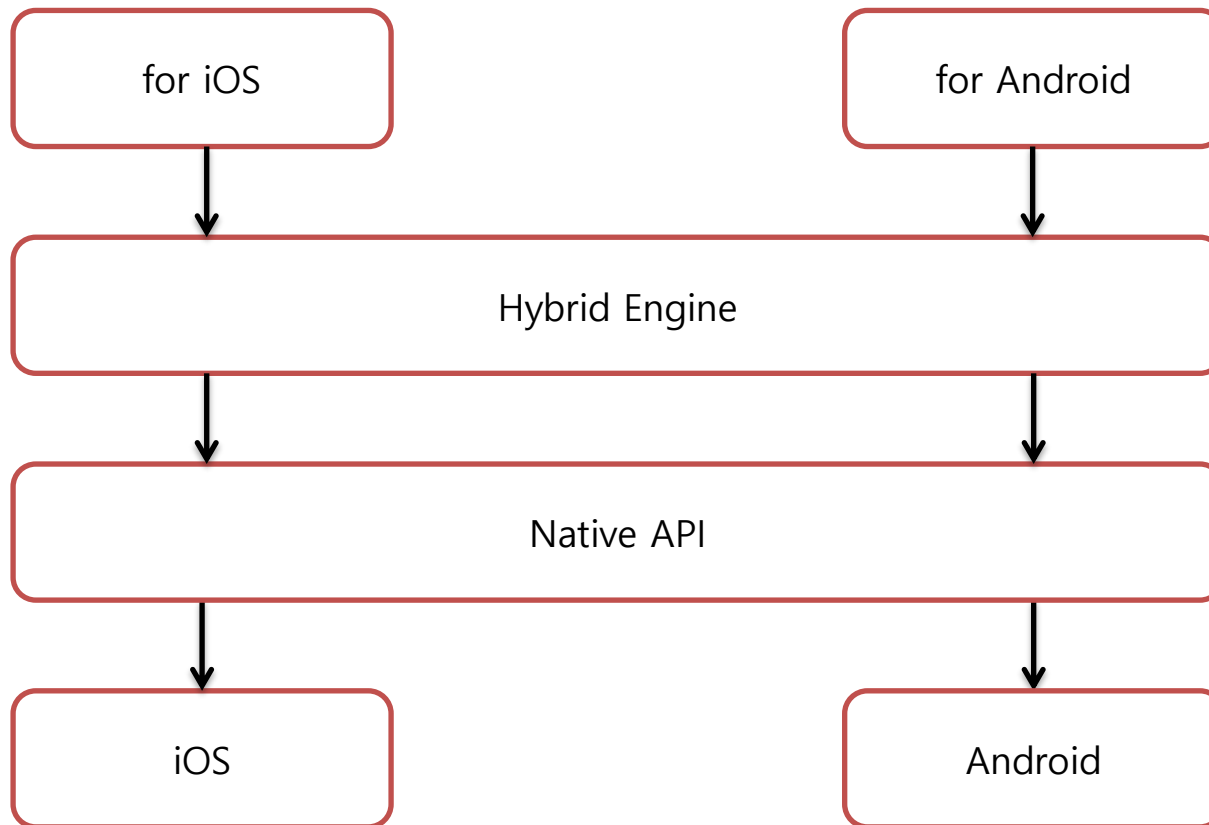 for iOS
for Android
Hybrid Engine
Native API
iOS
Android